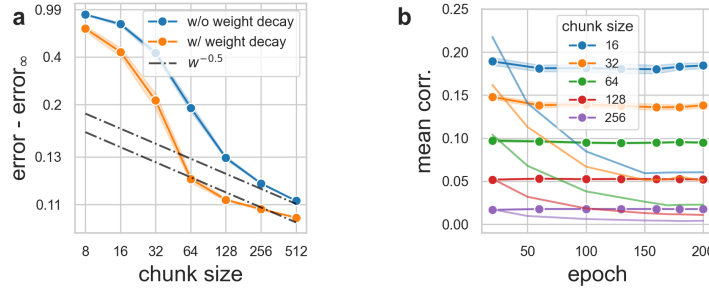 a
0.99
0.4
0.2
0.13
0.11
error - error∞
8 16 32 64 128 256 512
chunk size
w/o weight decay
w/ weight decay
w^−0.5
b
0.25
0.20
0.15
0.10
0.05
0.00
mean corr.
50 100 150 200
epoch
chunk size
16
32
64
128
256